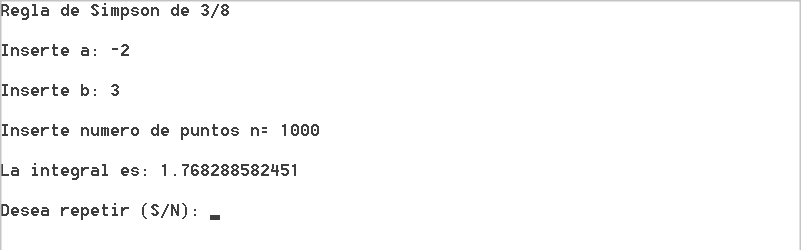 Regla de Simpson de 3/8
Inserte a: -2
Inserte b: 3
Inserte numero de puntos n= 1000
La integral es: 1.768288582451
Desea repetir (S/N): _